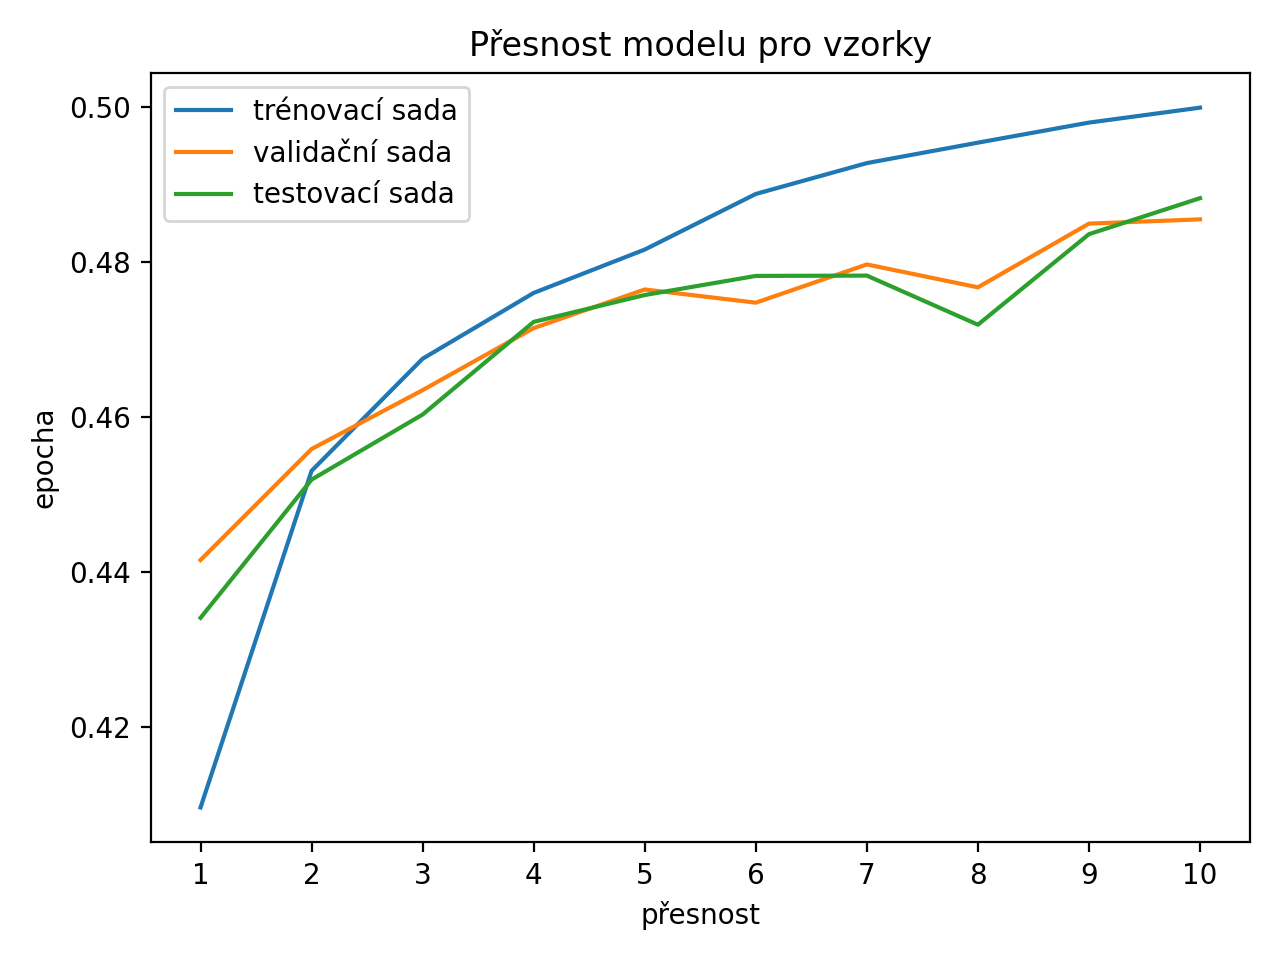 Přesnost modelu pro vzorky
trénovací sada
validační sada
testovací sada
epocha
0.50
0.48
0.46
0.44
0.42
1 2 3 4 5 6 7 8 9 10
přesnost